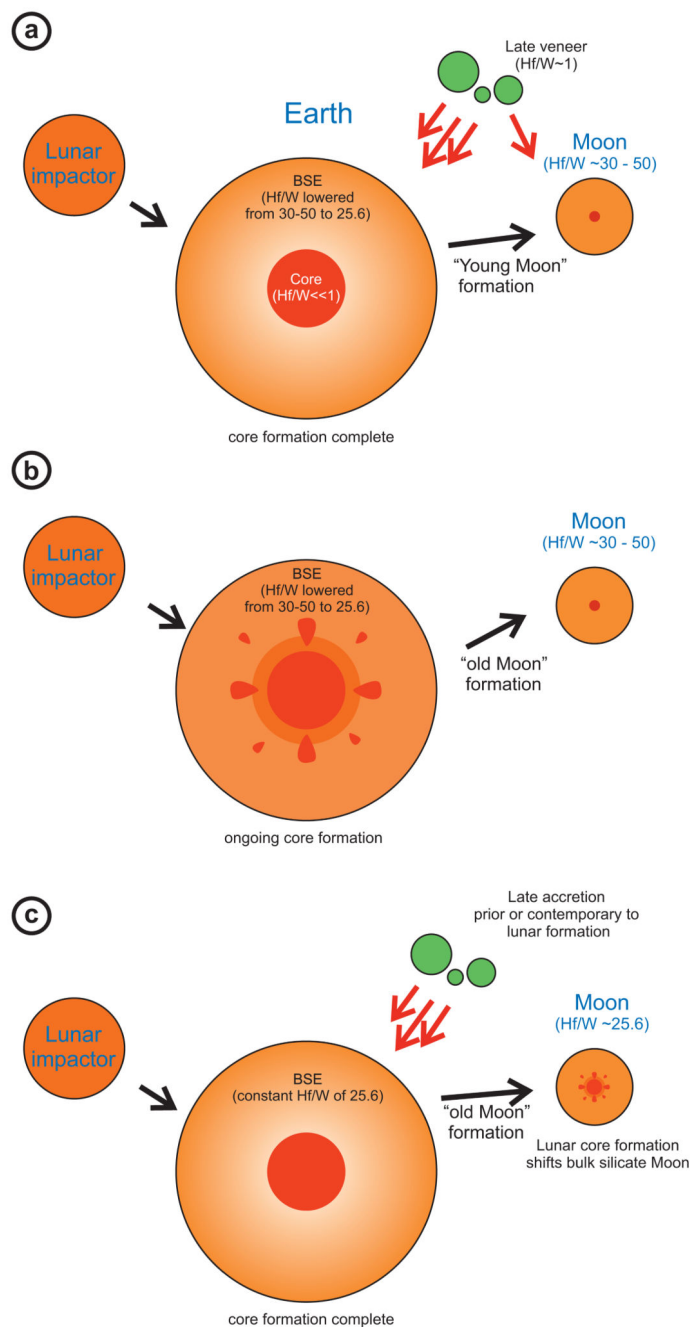 a
Late veneer
(Hf/W~1)
Earth
Lunar
impactor
Moon
(Hf/W ~30 - 50)
BSE
(Hf/W lowered
from 30-50 to 25.6)
Core
(Hf/W<<1)
“Young Moon”
formation
core formation complete
b
Moon
(Hf/W ~30 - 50)
Lunar
impactor
BSE
(Hf/W lowered
from 30-50 to 25.6)
“old Moon”
formation
ongoing core formation
c
Late accretion
prior or contemporary to
lunar formation
Lunar
impactor
Moon
(Hf/W ~25.6)
BSE
(constant Hf/W of 25.6)
“old Moon”
formation
Lunar core formation
shifts bulk silicate Moon
core formation complete